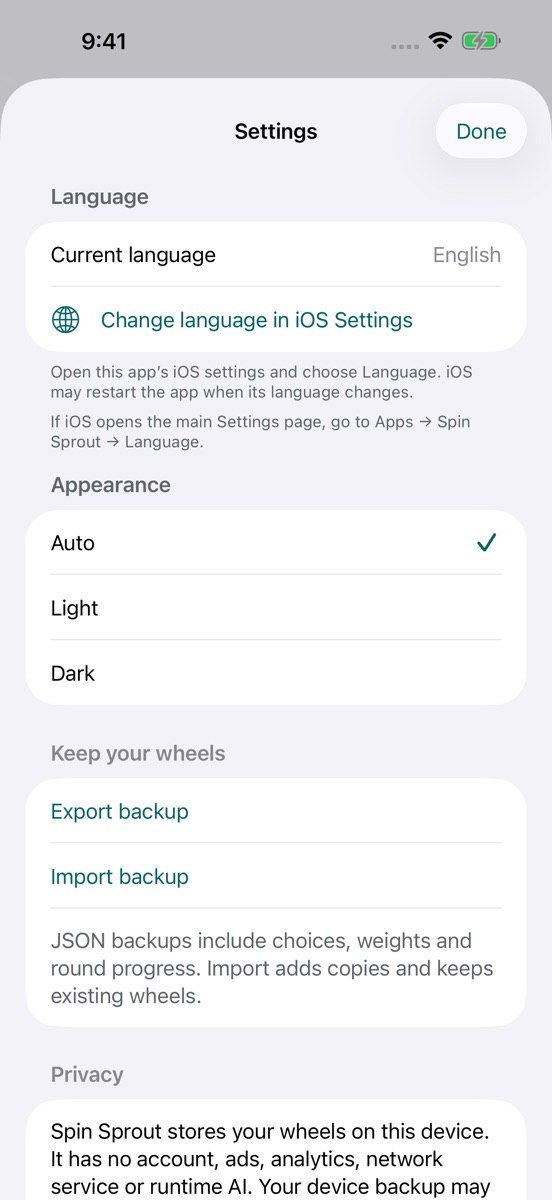 9:41
Settings
Done
Language
Current language
English
Change language in iOS Settings
Open this app's iOS settings and choose Language. iOS
may restart the app when its language changes.
If iOS opens the main Settings page, go to Apps → Spin
Sprout → Language.
Appearance
Auto
Light
Dark
Keep your wheels
Export backup
Import backup
JSON backups include choices, weights and
round progress. Import adds copies and keeps
existing wheels.
Privacy
Spin Sprout stores your wheels on this device.
It has no account, ads, analytics, network
service or runtime AI. Your device backup may